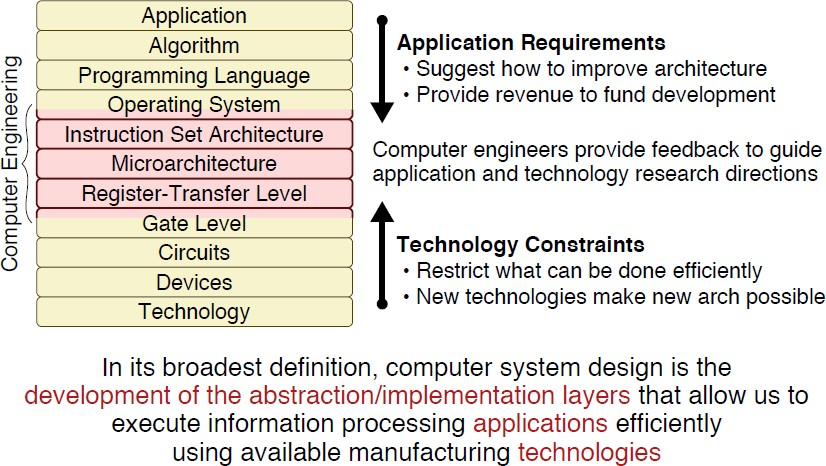 Computer Engineering
Application
Algorithm
Programming Language
Operating System
Instruction Set Architecture
Microarchitecture
Register-Transfer Level
Gate Level
Circuits
Devices
Technology
Application Requirements
• Suggest how to improve architecture
• Provide revenue to fund development
Computer engineers provide feedback to guide
application and technology research directions
Technology Constraints
• Restrict what can be done efficiently
• New technologies make new arch possible
In its broadest definition, computer system design is the
development of the abstraction/implementation layers that allow us to
execute information processing applications efficiently
using available manufacturing technologies